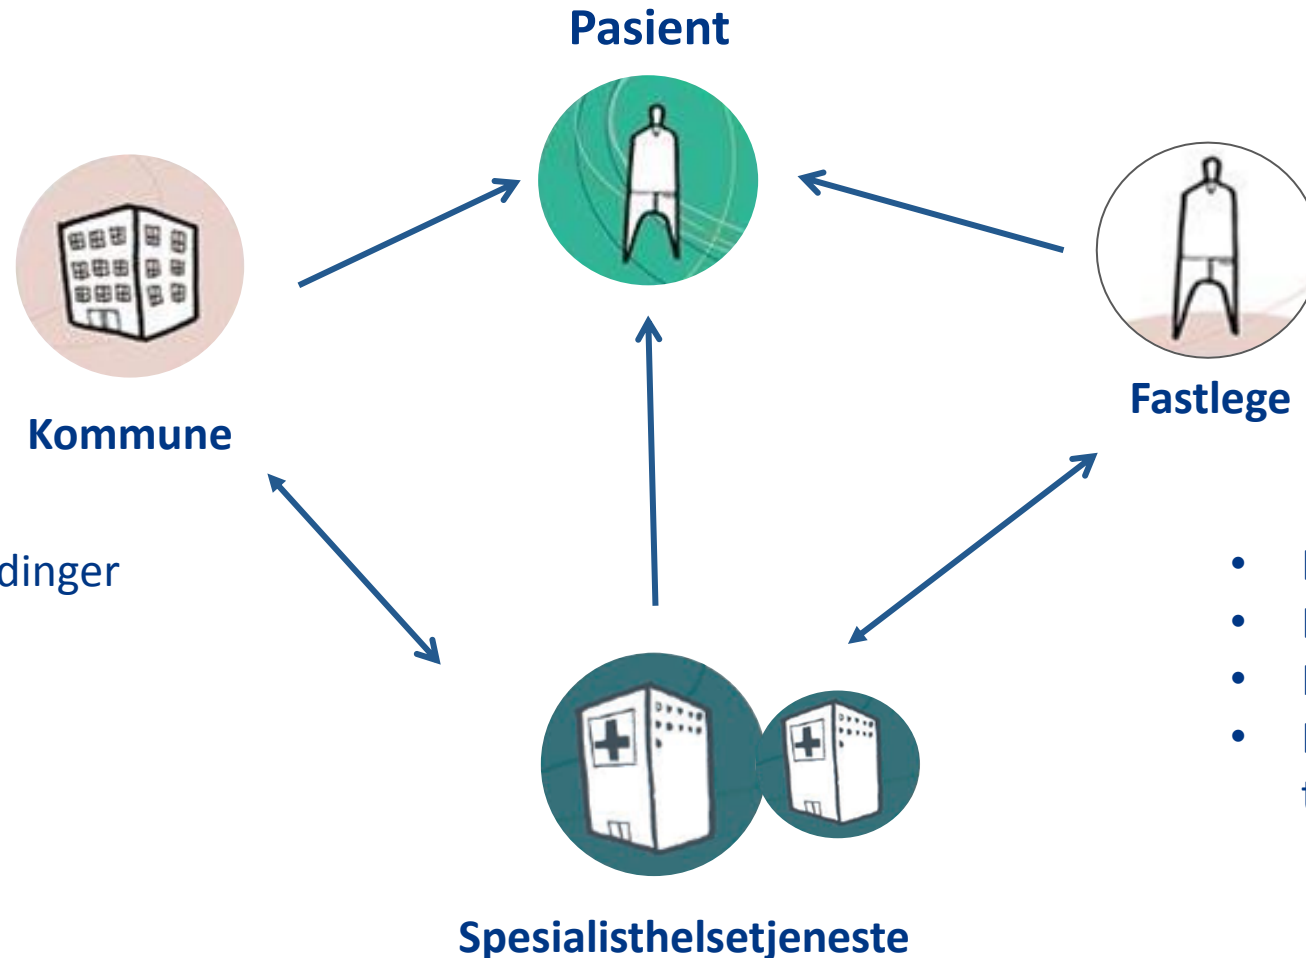 Pasient
Fastlege
Kommune
dinger
•
•
•
•
Spesialisthelsetjeneste